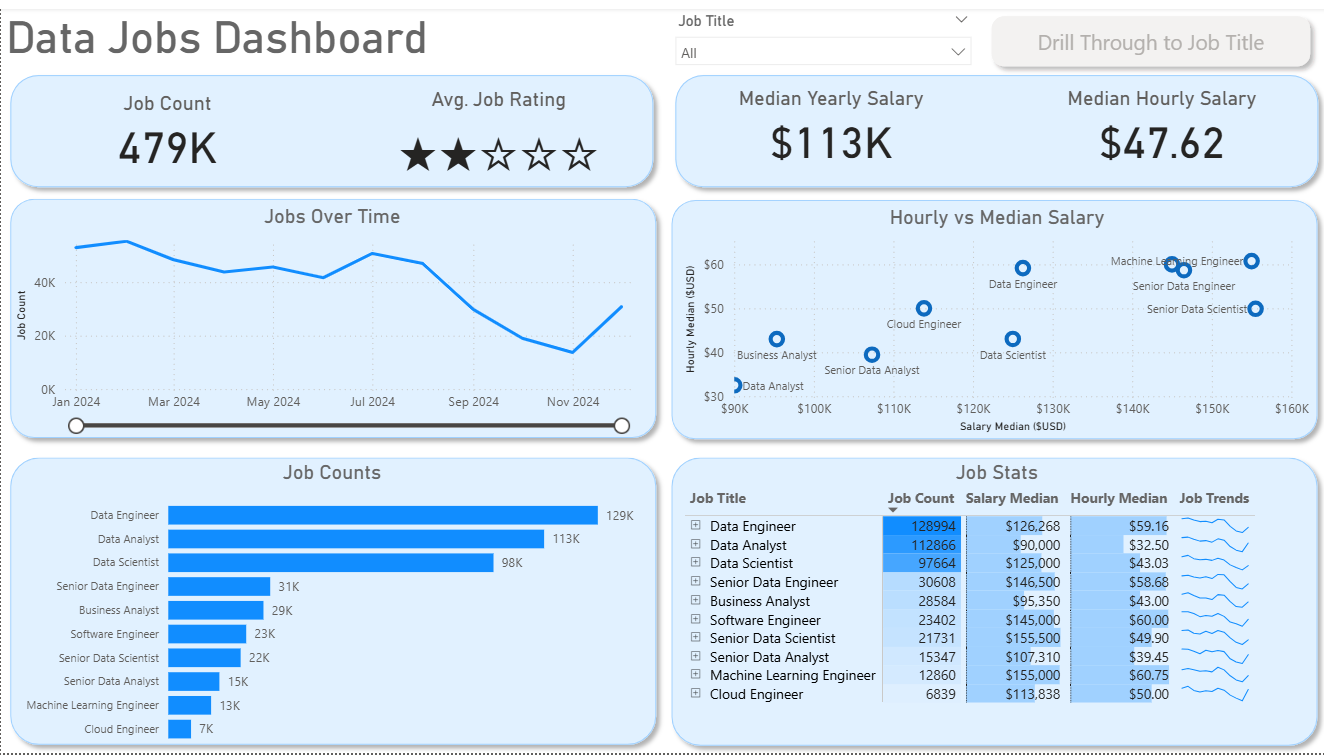 Data Jobs Dashboard
Job Title
All
Drill Through to Job Title
Job Count
479K
Avg. Job Rating
★★☆☆☆
Median Yearly Salary
$113K
Median Hourly Salary
$47.62
Jobs Over Time
Job Count
40K
20K
0K
Jan 2024 Mar 2024 May 2024 Jul 2024 Sep 2024 Nov 2024
Hourly vs Median Salary
Hourly Median ($USD)
$60
$50
$40
$30
Machine Learning Engineer
Data Engineer
Senior Data Engineer
Senior Data Scientist
Cloud Engineer
Business Analyst
Data Scientist
Senior Data Analyst
Data Analyst
$90K $100K $110K $120K $130K $140K $150K $160K
Salary Median ($USD)
Job Counts
Data Engineer 129K
Data Analyst 113K
Data Scientist 98K
Senior Data Engineer 31K
Business Analyst 29K
Software Engineer 23K
Senior Data Scientist 22K
Senior Data Analyst 15K
Machine Learning Engineer 13K
Cloud Engineer 7K
Job Stats
Job Title Job Count Salary Median Hourly Median Job Trends
Data Engineer 128994 $126,268 $59.16
Data Analyst 112866 $90,000 $32.50
Data Scientist 97664 $125,000 $43.03
Senior Data Engineer 30608 $146,500 $58.68
Business Analyst 28584 $95,350 $43.00
Software Engineer 23402 $145,000 $60.00
Senior Data Scientist 21731 $155,500 $49.90
Senior Data Analyst 15347 $107,310 $39.45
Machine Learning Engineer 12860 $155,000 $60.75
Cloud Engineer 6839 $113,838 $50.00